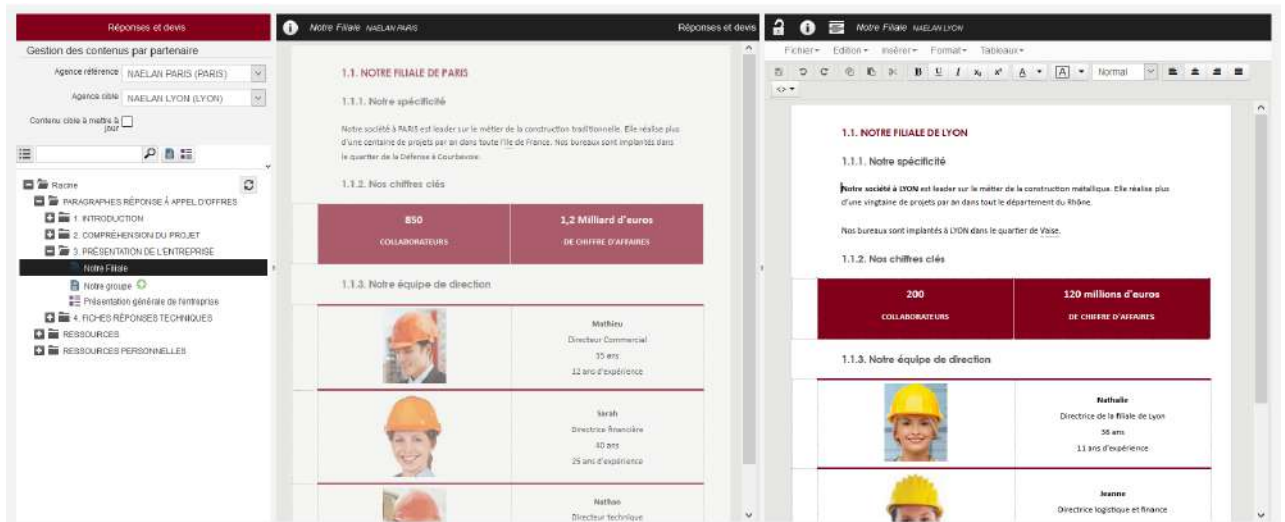 Réponses et devis
Gestion des contenus par partenaire
Agence référence NAELAN PARIS (PARIS)
Agence cible NAELAN LYON (LYON)
Contenu cible à mettre à
jour
Racine
PARAGRAPHES RÉPONSE À APPEL D'OFFRES
1. INTRODUCTION
2. COMPRÉHENSION DU PROJET
3. PRÉSENTATION DE L'ENTREPRISE
Notre Filiale
Notre groupe
Présentation générale de l'entreprise
4. FICHES RÉPONSES TECHNIQUES
RESSOURCES
RESSOURCES PERSONNELLES
Notre Filiale NAELAN PARIS Réponses et devis
1.1. NOTRE FILIALE DE PARIS
1.1.1. Notre spécificité
Notre société à PARIS est leader sur le métier de la construction traditionnelle. Elle réalise plus
d'une centaine de projets par an dans toute l'Ile de France. Nos bureaux sont implantés dans
le quartier de la Défense à Courbevoie.
1.1.2. Nos chiffres clés
850 1,2 Milliard d'euros
COLLABORATEURS DE CHIFFRE D'AFFAIRES
1.1.3. Notre équipe de direction
Mathieu
Directeur Commercial
35 ans
12 ans d'expérience
Sarah
Directrice financière
40 ans
25 ans d'expérience
Nathan
Directeur technique
Notre Filiale NAELAN LYON
Fichier Edition Insérer Format Tableaux
B U I x₂ x² A A Normal
<>
1.1. NOTRE FILIALE DE LYON
1.1.1. Notre spécificité
Notre société à LYON est leader sur le métier de la construction métallique. Elle réalise plus
d'une vingtaine de projets par an dans tout le département du Rhône.
Nos bureaux sont implantés à LYON dans le quartier de Vaise.
1.1.2. Nos chiffres clés
200 120 millions d'euros
COLLABORATEURS DE CHIFFRE D'AFFAIRES
1.1.3. Notre équipe de direction
Nathalie
Directrice de la filiale de Lyon
36 ans
11 ans d'expérience
Jeanne
Directrice logistique et finance